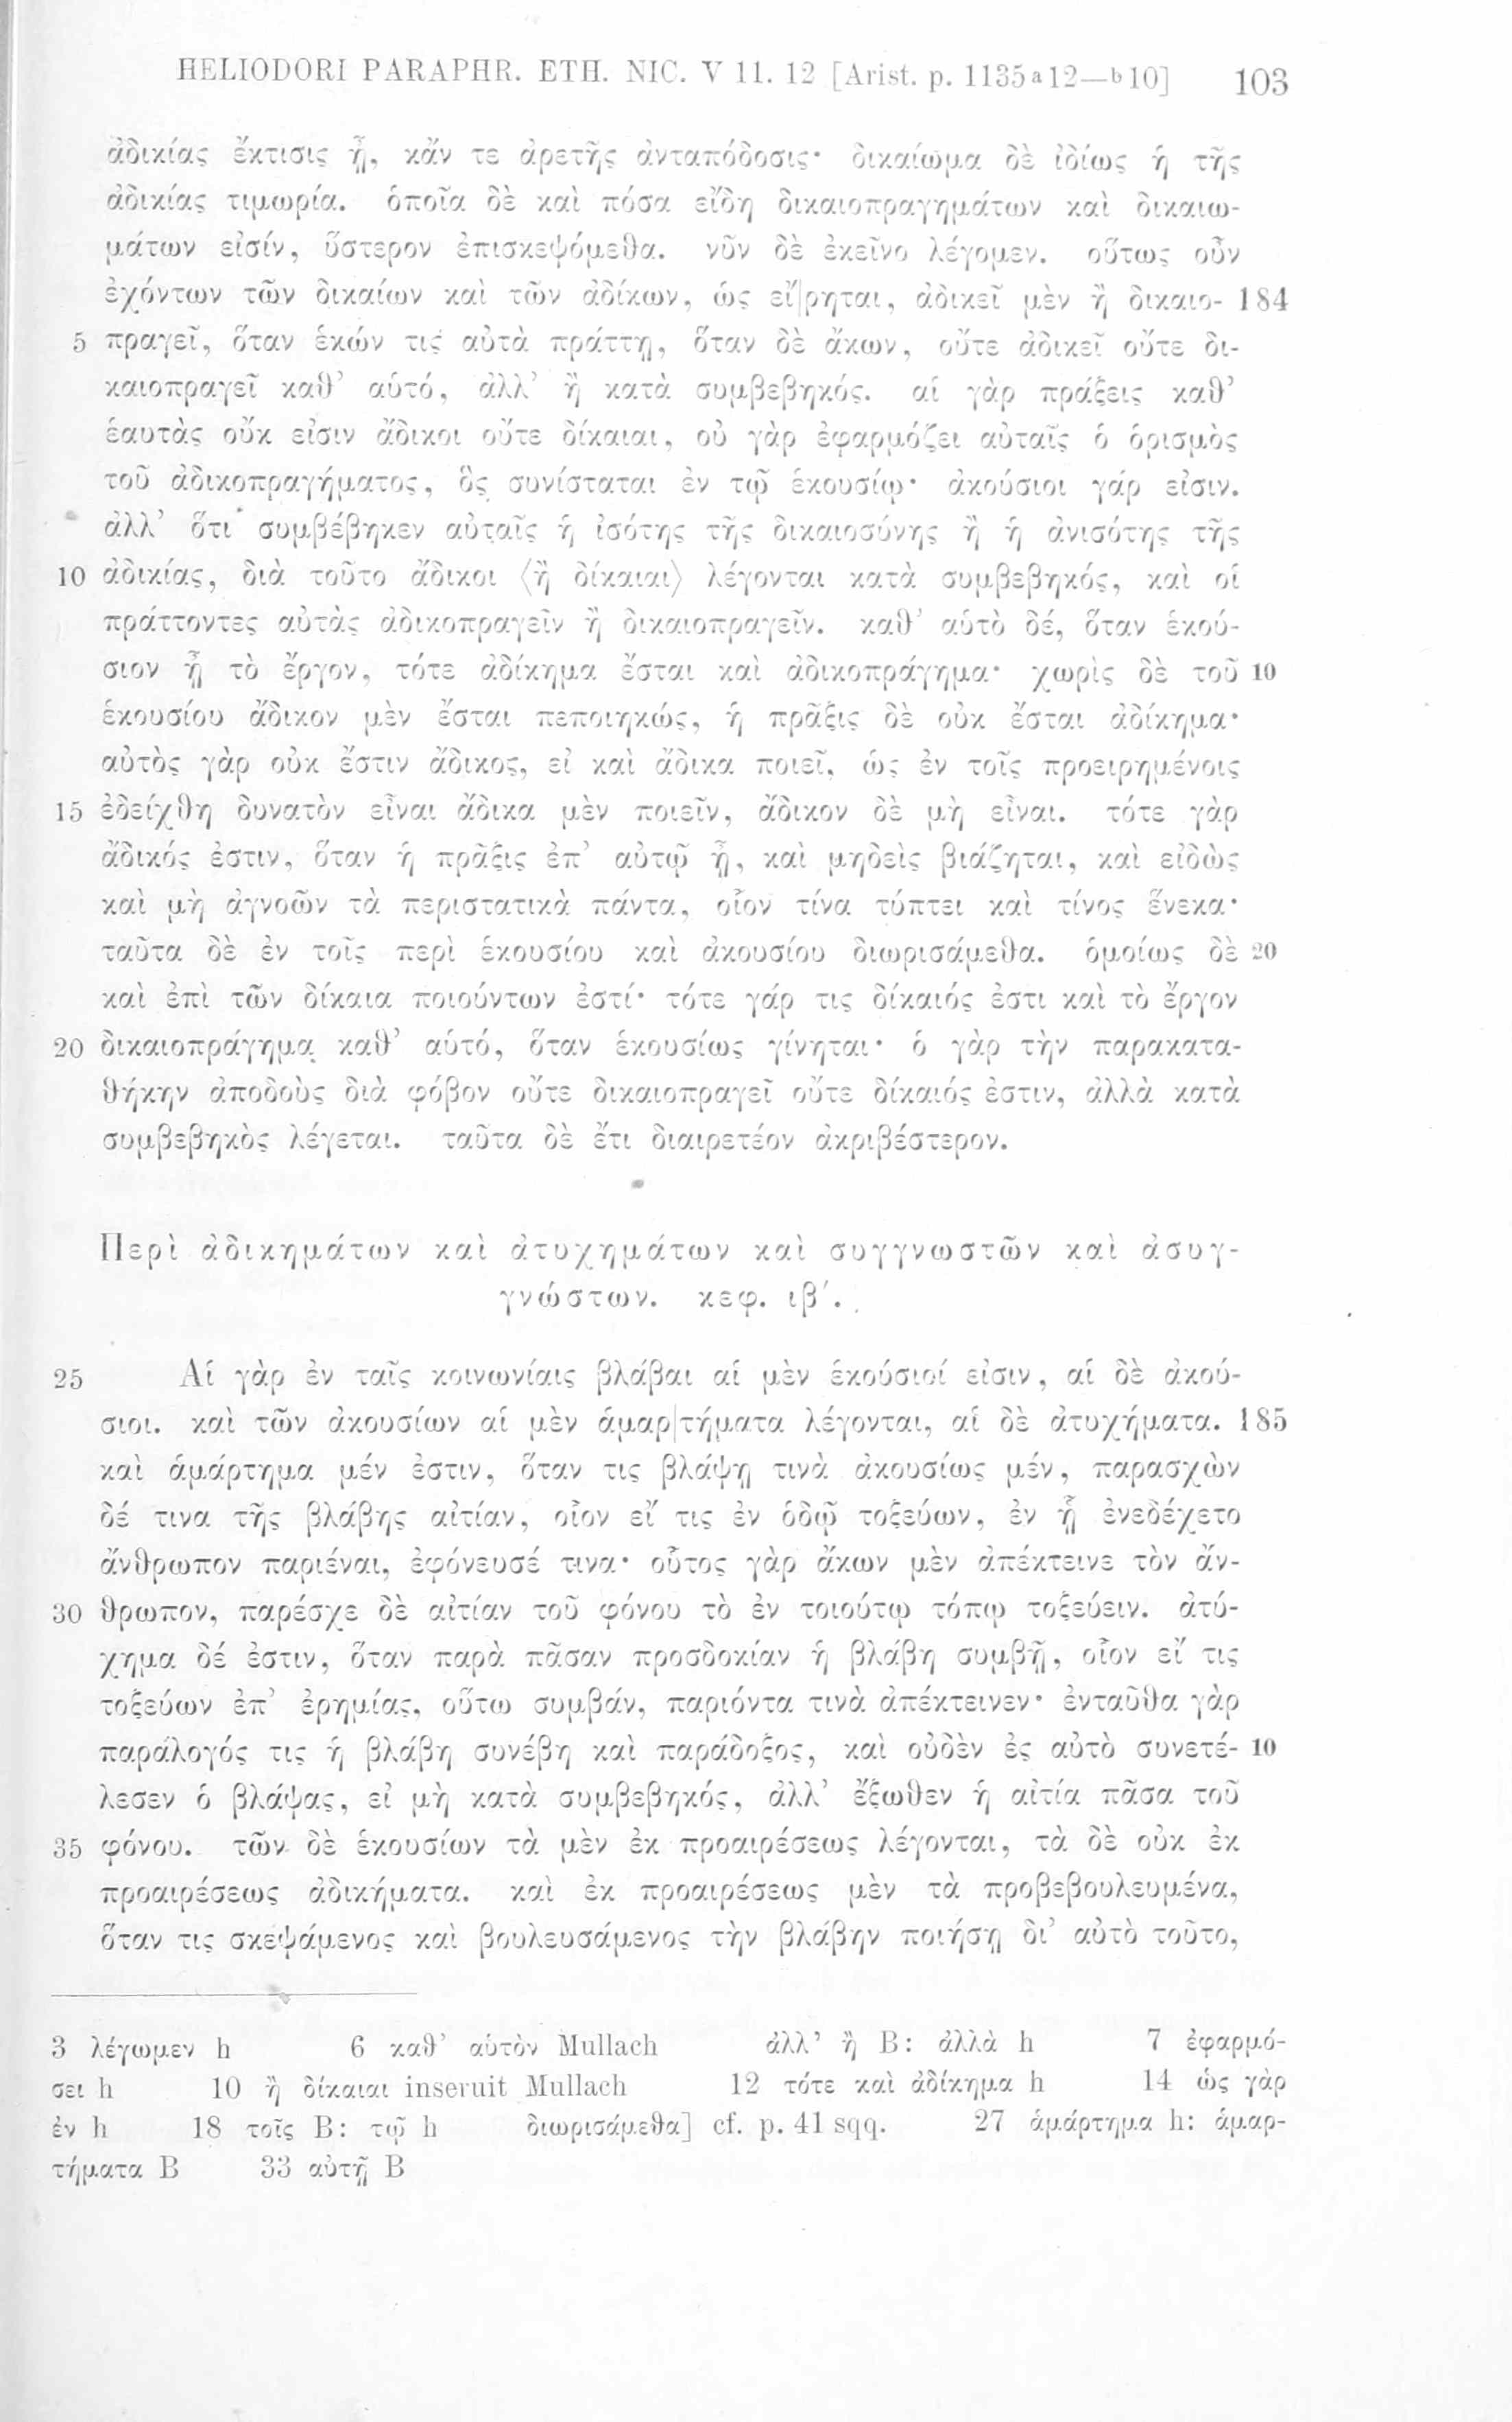 HELIODORI PARAPHR. ETH. NIC. V 11. 12 [Arist. p. 1135ᵃ12—ᵇ10] 103
ἀδικίας ἔκτισις ᾖ, κἄν τε ἀρετῆς ἀνταπόδοσις· δικαίωμα δὲ ἰδίως ἡ τῆς
ἀδικίας τιμωρία. ὁποῖα δὲ καὶ πόσα εἴδη δικαιοπραγημάτων καὶ δικαιω-
μάτων εἰσίν, ὕστερον ἐπισκεψόμεθα. νῦν δὲ ἐκεῖνο λέγομεν. οὕτως οὖν
ἐχόντων τῶν δικαίων καὶ τῶν ἀδίκων, ὡς εἴ|ρηται, ἀδικεῖ μὲν ἢ δικαιο- 184
5 πραγεῖ, ὅταν ἑκών τις αὐτὰ πράττῃ, ὅταν δὲ ἄκων, οὔτε ἀδικεῖ οὔτε δι-
καιοπραγεῖ καθ’ αὑτό, ἀλλ’ ἢ κατὰ συμβεβηκός. αἱ γὰρ πράξεις καθ’
ἑαυτὰς οὔκ εἰσιν ἄδικοι οὔτε δίκαιαι, οὐ γὰρ ἐφαρμόζει αὐταῖς ὁ ὁρισμὸς
τοῦ ἀδικοπραγήματος, ὃς συνίσταται ἐν τῷ ἑκουσίῳ· ἀκούσιοι γάρ εἰσιν.
ἀλλ’ ὅτι συμβέβηκεν αὐταῖς ἡ ἰσότης τῆς δικαιοσύνης ἢ ἡ ἀνισότης τῆς
10 ἀδικίας, διὰ τοῦτο ἄδικοι ⟨ἢ δίκαιαι⟩ λέγονται κατὰ συμβεβηκός, καὶ οἱ
πράττοντες αὐτὰς ἀδικοπραγεῖν ἢ δικαιοπραγεῖν. καθ’ αὑτὸ δέ, ὅταν ἑκού-
σιον ᾖ τὸ ἔργον, τότε ἀδίκημα ἔσται καὶ ἀδικοπράγημα· χωρὶς δὲ τοῦ 10
ἑκουσίου ἄδικον μὲν ἔσται πεποιηκώς, ἡ πρᾶξις δὲ οὐκ ἔσται ἀδίκημα·
αὐτὸς γὰρ οὐκ ἔστιν ἄδικος, εἰ καὶ ἄδικα ποιεῖ, ὡς ἐν τοῖς προειρημένοις
15 ἐδείχθη δυνατὸν εἶναι ἄδικα μὲν ποιεῖν, ἄδικον δὲ μὴ εἶναι. τότε γὰρ
ἄδικός ἐστιν, ὅταν ἡ πρᾶξις ἐπ’ αὐτῷ ᾖ, καὶ μηδεὶς βιάζηται, καὶ εἰδὼς
καὶ μὴ ἀγνοῶν τὰ περιστατικὰ πάντα, οἷον τίνα τύπτει καὶ τίνος ἕνεκα·
ταῦτα δὲ ἐν τοῖς περὶ ἑκουσίου καὶ ἀκουσίου διωρισάμεθα. ὁμοίως δὲ 20
καὶ ἐπὶ τῶν δίκαια ποιούντων ἐστί· τότε γάρ τις δίκαιός ἐστι καὶ τὸ ἔργον
20 δικαιοπράγημα καθ’ αὑτό, ὅταν ἑκουσίως γίνηται· ὁ γὰρ τὴν παρακατα-
θήκην ἀποδοὺς διὰ φόβον οὔτε δικαιοπραγεῖ οὔτε δίκαιός ἐστιν, ἀλλὰ κατὰ
συμβεβηκὸς λέγεται. ταῦτα δὲ ἔτι διαιρετέον ἀκριβέστερον.
Περὶ ἀδικημάτων καὶ ἀτυχημάτων καὶ συγγνωστῶν καὶ ἀσυγ-
γνώστων. κεφ. ιβ′.
25 Αἱ γὰρ ἐν ταῖς κοινωνίαις βλάβαι αἱ μὲν ἑκούσιοί εἰσιν, αἱ δὲ ἀκού-
σιοι. καὶ τῶν ἀκουσίων αἱ μὲν ἁμαρ|τήματα λέγονται, αἱ δὲ ἀτυχήματα. 185
καὶ ἁμάρτημα μέν ἐστιν, ὅταν τις βλάψῃ τινὰ ἀκουσίως μέν, παρασχὼν
δέ τινα τῆς βλάβης αἰτίαν, οἷον εἴ τις ἐν ὁδῷ τοξεύων, ἐν ᾗ ἐνεδέχετο
ἄνθρωπον παριέναι, ἐφόνευσέ τινα· οὗτος γὰρ ἄκων μὲν ἀπέκτεινε τὸν ἄν-
30 θρωπον, παρέσχε δὲ αἰτίαν τοῦ φόνου τὸ ἐν τοιούτῳ τόπῳ τοξεύειν. ἀτύ-
χημα δέ ἐστιν, ὅταν παρὰ πᾶσαν προσδοκίαν ἡ βλάβη συμβῇ, οἷον εἴ τις
τοξεύων ἐπ’ ἐρημίας, οὕτω συμβάν, παριόντα τινὰ ἀπέκτεινεν· ἐνταῦθα γὰρ
παράλογός τις ἡ βλάβη συνέβη καὶ παράδοξος, καὶ οὐδὲν ἐς αὐτὸ συνετέ- 10
λεσεν ὁ βλάψας, εἰ μὴ κατὰ συμβεβηκός, ἀλλ’ ἔξωθεν ἡ αἰτία πᾶσα τοῦ
35 φόνου. τῶν δὲ ἑκουσίων τὰ μὲν ἐκ προαιρέσεως λέγονται, τὰ δὲ οὐκ ἐκ
προαιρέσεως ἀδικήματα. καὶ ἐκ προαιρέσεως μὲν τὰ προβεβουλευμένα,
ὅταν τις σκεψάμενος καὶ βουλευσάμενος τὴν βλάβην ποιήσῃ δι’ αὐτὸ τοῦτο,
3 λέγωμεν h 6 καθ’ αὑτὸν Mullach ἀλλ’ ἢ B: ἀλλὰ h 7 ἐφαρμό-
σει h 10 ἢ δίκαιαι inseruit Mullach 12 τότε καὶ ἀδίκημα h 14 ὡς γὰρ
ἐν h 18 τοῖς B: τῷ h διωρισάμεθα] cf. p. 41 sqq. 27 ἁμάρτημα h: ἁμαρ-
τήματα B 33 αὐτῇ B